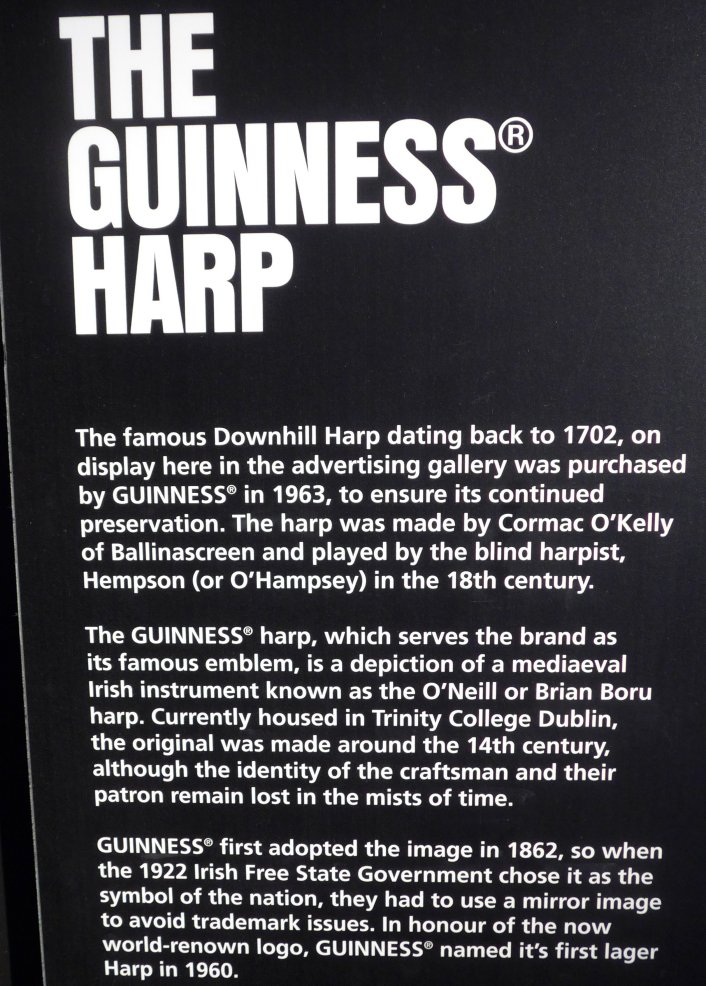 THE
GUINNESS®
HARP
The famous Downhill Harp dating back to 1702, on
display here in the advertising gallery was purchased
by GUINNESS® in 1963, to ensure its continued
preservation. The harp was made by Cormac O'Kelly
of Ballinascreen and played by the blind harpist,
Hempson (or O'Hampsey) in the 18th century.
The GUINNESS® harp, which serves the brand as
its famous emblem, is a depiction of a mediaeval
Irish instrument known as the O'Neill or Brian Boru
harp. Currently housed in Trinity College Dublin,
the original was made around the 14th century,
although the identity of the craftsman and their
patron remain lost in the mists of time.
GUINNESS® first adopted the image in 1862, so when
the 1922 Irish Free State Government chose it as the
symbol of the nation, they had to use a mirror image
to avoid trademark issues. In honour of the now
world-renown logo, GUINNESS® named it's first lager
Harp in 1960.